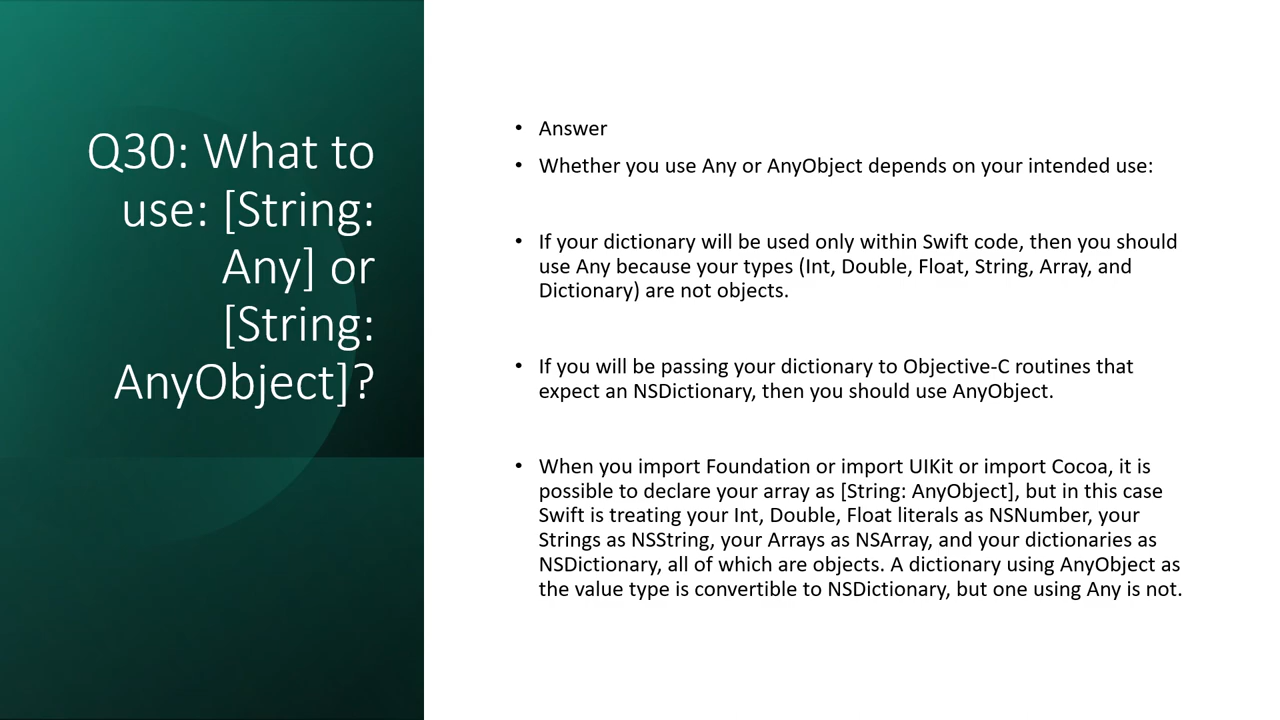 Q30: What to
use: [String:
Any] or
[String:
AnyObject]?
• Answer
• Whether you use Any or AnyObject depends on your intended use:
• If your dictionary will be used only within Swift code, then you should
use Any because your types (Int, Double, Float, String, Array, and
Dictionary) are not objects.
• If you will be passing your dictionary to Objective-C routines that
expect an NSDictionary, then you should use AnyObject.
• When you import Foundation or import UIKit or import Cocoa, it is
possible to declare your array as [String: AnyObject], but in this case
Swift is treating your Int, Double, Float literals as NSNumber, your
Strings as NSString, your Arrays as NSArray, and your dictionaries as
NSDictionary, all of which are objects. A dictionary using AnyObject as
the value type is convertible to NSDictionary, but one using Any is not.